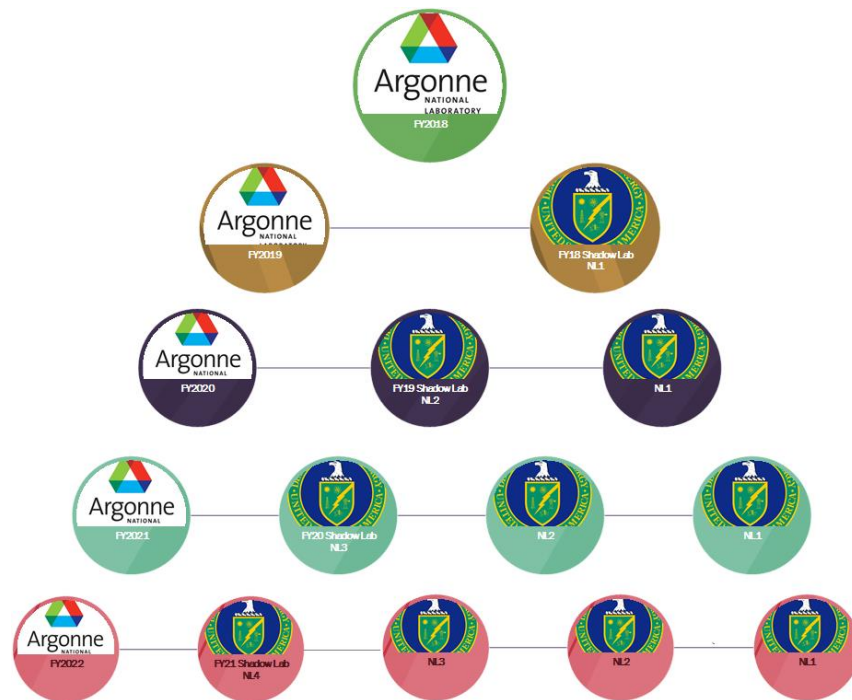 Argonne
NATIONAL
LABORATORY
FY2018
Argonne
NATIONAL
LABORATORY
FY2019
FY18 Shadow Lab
NL1
Argonne
NATIONAL
FY2020
FY19 Shadow Lab
NL2
NL1
Argonne
NATIONAL
FY2021
FY20 Shadow Lab
NL3
NL2
NL1
Argonne
NATIONAL
FY2022
FY21 Shadow Lab
NL4
NL3
NL2
NL1